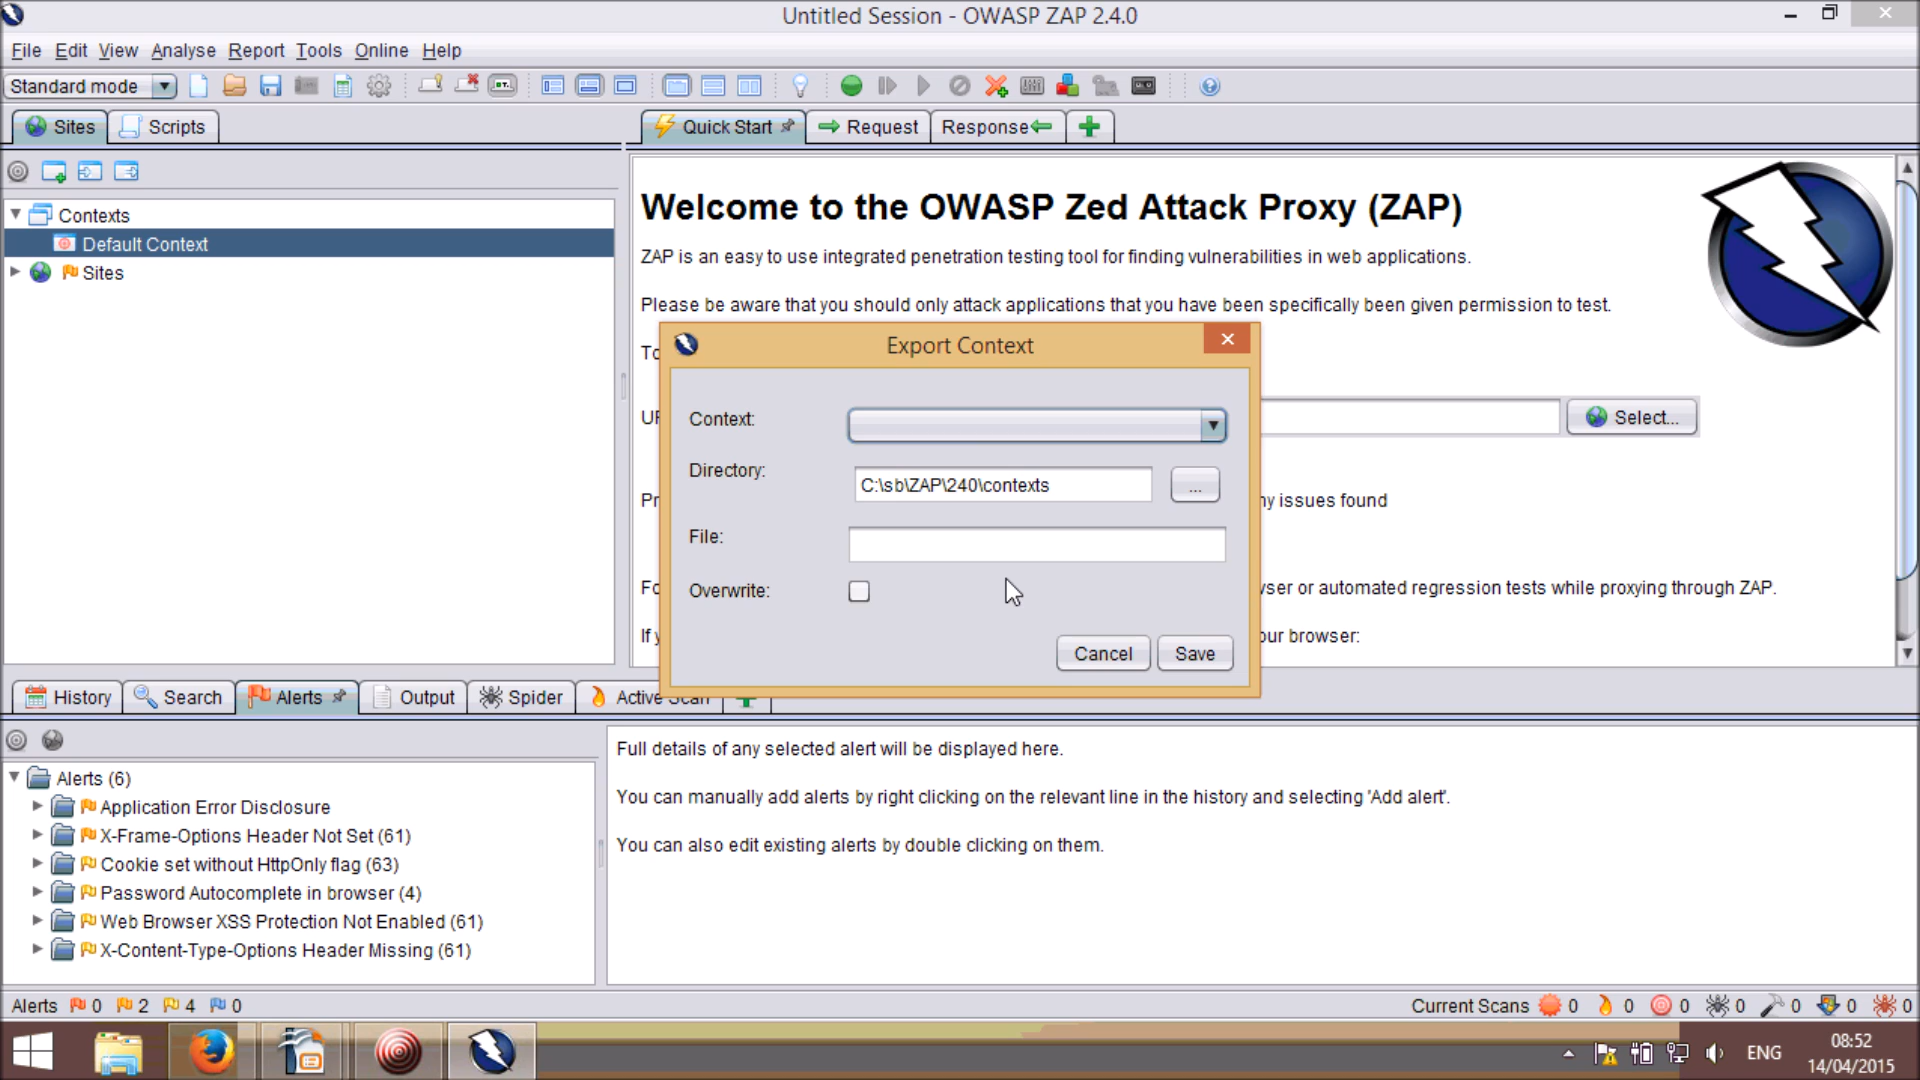 Untitled Session - OWASP ZAP 2.4.0
File Edit View Analyse Report Tools Online Help
Standard mode
Sites Scripts
Quick Start Request Response
Contexts
Default Context
Sites
Welcome to the OWASP Zed Attack Proxy (ZAP)
ZAP is an easy to use integrated penetration testing tool for finding vulnerabilities in web applications.
Please be aware that you should only attack applications that you have been specifically been given permission to test.
Select...
ny issues found
wser or automated regression tests while proxying through ZAP.
our browser:
Export Context
Context:
Directory: C:\sb\ZAP\240\contexts ...
File:
Overwrite:
Cancel Save
History Search Alerts Output Spider Active Scan
Alerts (6)
Application Error Disclosure
X-Frame-Options Header Not Set (61)
Cookie set without HttpOnly flag (63)
Password Autocomplete in browser (4)
Web Browser XSS Protection Not Enabled (61)
X-Content-Type-Options Header Missing (61)
Full details of any selected alert will be displayed here.
You can manually add alerts by right clicking on the relevant line in the history and selecting 'Add alert'.
You can also edit existing alerts by double clicking on them.
Alerts 0 2 4 0
Current Scans 0 0 0 0 0 0 0
ENG
08:52
14/04/2015